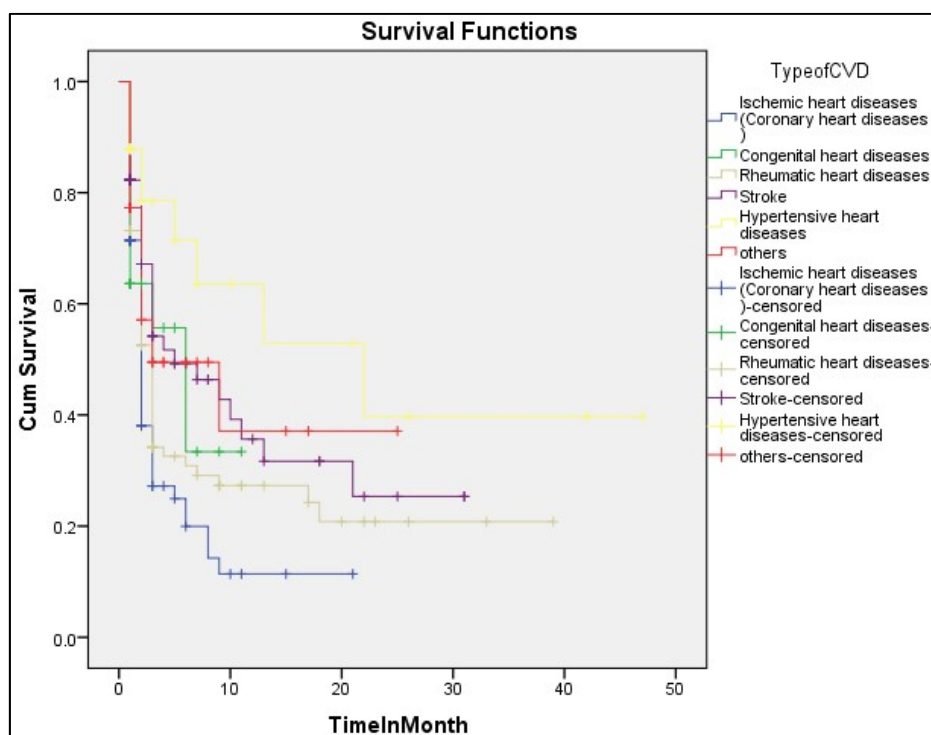 Survival Functions
TypeofCVD
Ischemic heart diseases
(Coronary heart diseases
)
Congenital heart diseases
Rheumatic heart diseases
Stroke
Hypertensive heart
diseases
others
Ischemic heart diseases
(Coronary heart diseases
)-censored
Congenital heart diseases-
censored
Rheumatic heart diseases-
censored
Stroke-censored
Hypertensive heart
diseases-censored
others-censored
Cum Survival
1.0
0.8
0.6
0.4
0.2
0.0
0 10 20 30 40 50
TimeInMonth